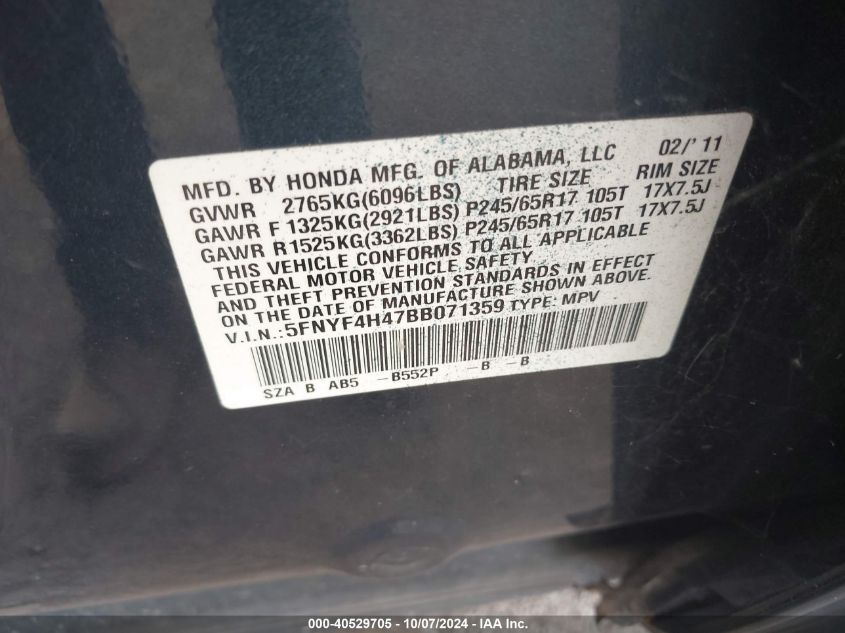 MFD. BY HONDA MFG. OF ALABAMA, LLC 02/'11
GVWR 2765KG(6096LBS) TIRE SIZE RIM SIZE
GAWR F 1325KG(2921LBS) P245/65R17 105T 17X7.5J
GAWR R1525KG(3362LBS) P245/65R17 105T 17X7.5J
THIS VEHICLE CONFORMS TO ALL APPLICABLE
FEDERAL MOTOR VEHICLE SAFETY
AND THEFT PREVENTION STANDARDS IN EFFECT
ON THE DATE OF MANUFACTURE SHOWN ABOVE.
V.I.N.:5FNYF4H47BB071359 TYPE: MPV
SZA B AB5 -B552P -B -B
000-40529705 - 10/07/2024 - IAA Inc.